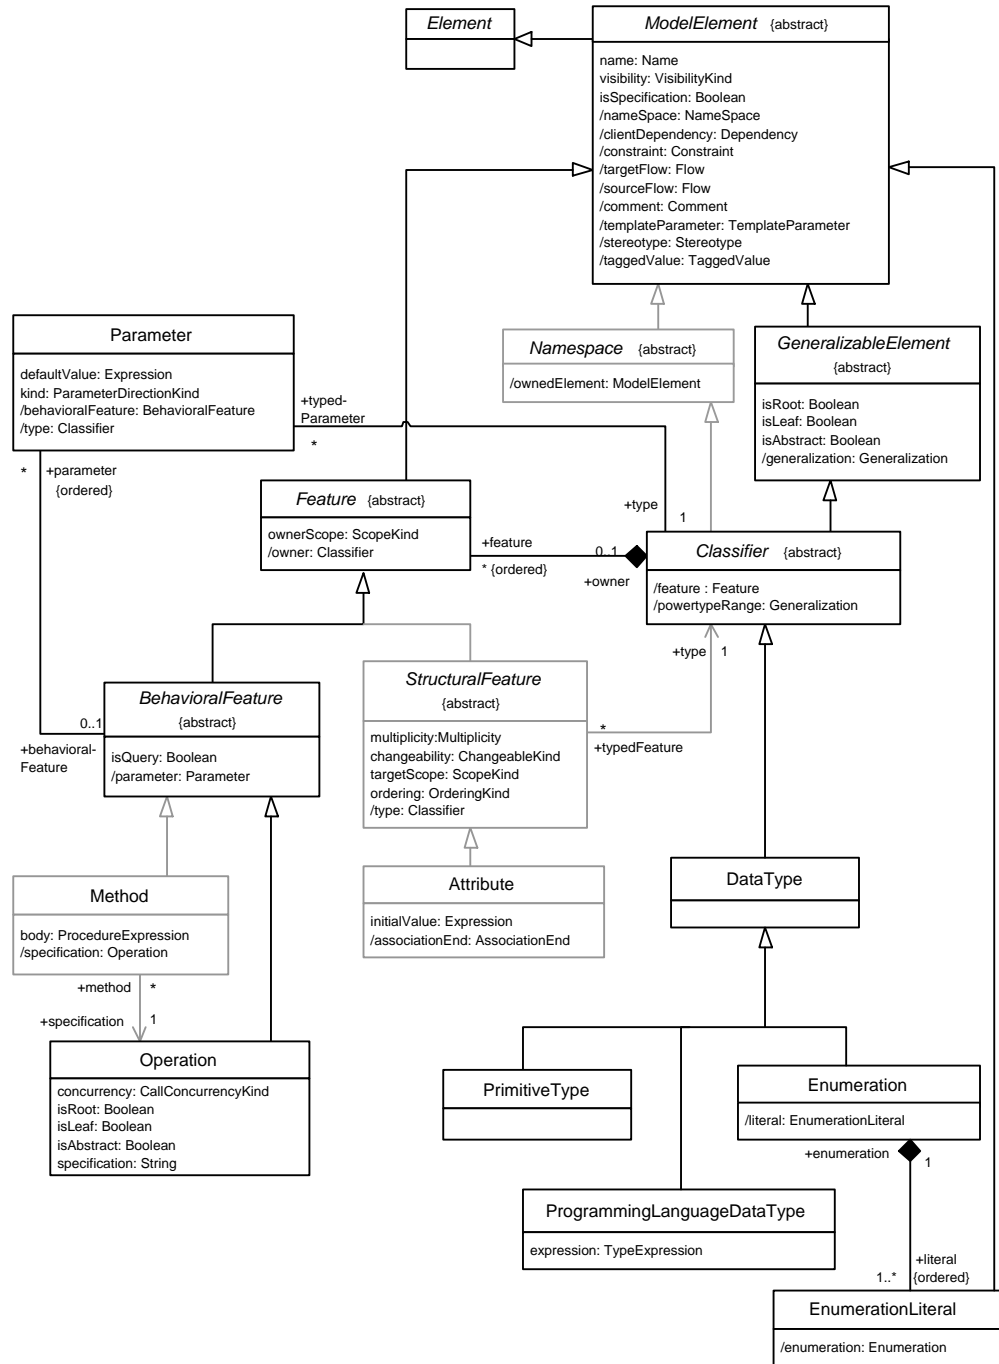 Element
ModelElement {abstract}
name: Name
visibility: VisibilityKind
isSpecification: Boolean
/nameSpace: NameSpace
/clientDependency: Dependency
/constraint: Constraint
/targetFlow: Flow
/sourceFlow: Flow
/comment: Comment
/templateParameter: TemplateParameter
/stereotype: Stereotype
/taggedValue: TaggedValue
Parameter
defaultValue: Expression
kind: ParameterDirectionKind
/behavioralFeature: BehavioralFeature
/type: Classifier
Namespace {abstract}
/ownedElement: ModelElement
GeneralizableElement
{abstract}
isRoot: Boolean
isLeaf: Boolean
isAbstract: Boolean
/generalization: Generalization
+typed-
Parameter
*
* +parameter
{ordered}
Feature {abstract}
ownerScope: ScopeKind
/owner: Classifier
+type
1
+feature
* {ordered}
0..1
+owner
Classifier {abstract}
/feature : Feature
/powertypeRange: Generalization
+type 1
BehavioralFeature
{abstract}
isQuery: Boolean
/parameter: Parameter
0..1
+behavioral-
Feature
StructuralFeature
{abstract}
multiplicity:Multiplicity
changeability: ChangeableKind
targetScope: ScopeKind
ordering: OrderingKind
/type: Classifier
*
+typedFeature
Method
body: ProcedureExpression
/specification: Operation
Attribute
initialValue: Expression
/associationEnd: AssociationEnd
DataType
+method *
+specification 1
Operation
concurrency: CallConcurrencyKind
isRoot: Boolean
isLeaf: Boolean
isAbstract: Boolean
specification: String
PrimitiveType
Enumeration
/literal: EnumerationLiteral
+enumeration 1
ProgrammingLanguageDataType
expression: TypeExpression
+literal
1..* {ordered}
EnumerationLiteral
/enumeration: Enumeration